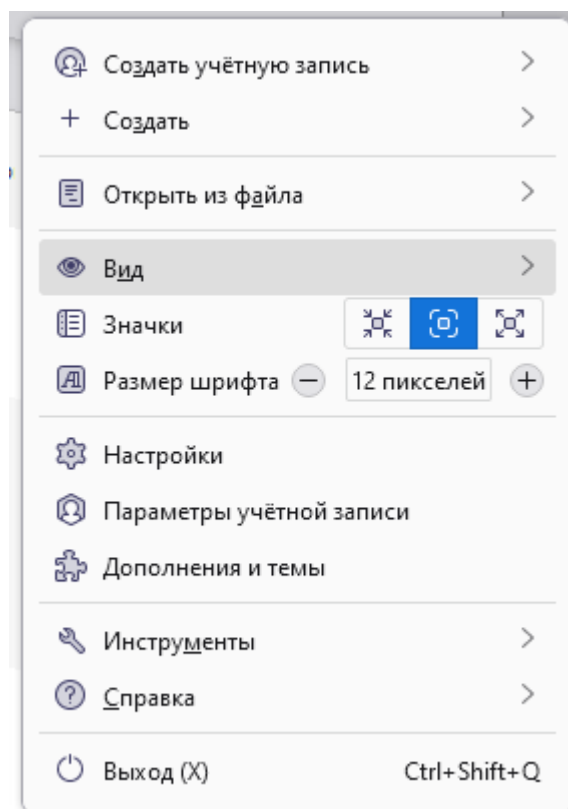 Создать учётную запись
Создать
Открыть из файла
Вид
Значки
Размер шрифта 12 пикселей
Настройки
Параметры учётной записи
Дополнения и темы
Инструменты
Справка
Выход (X) Ctrl+Shift+Q